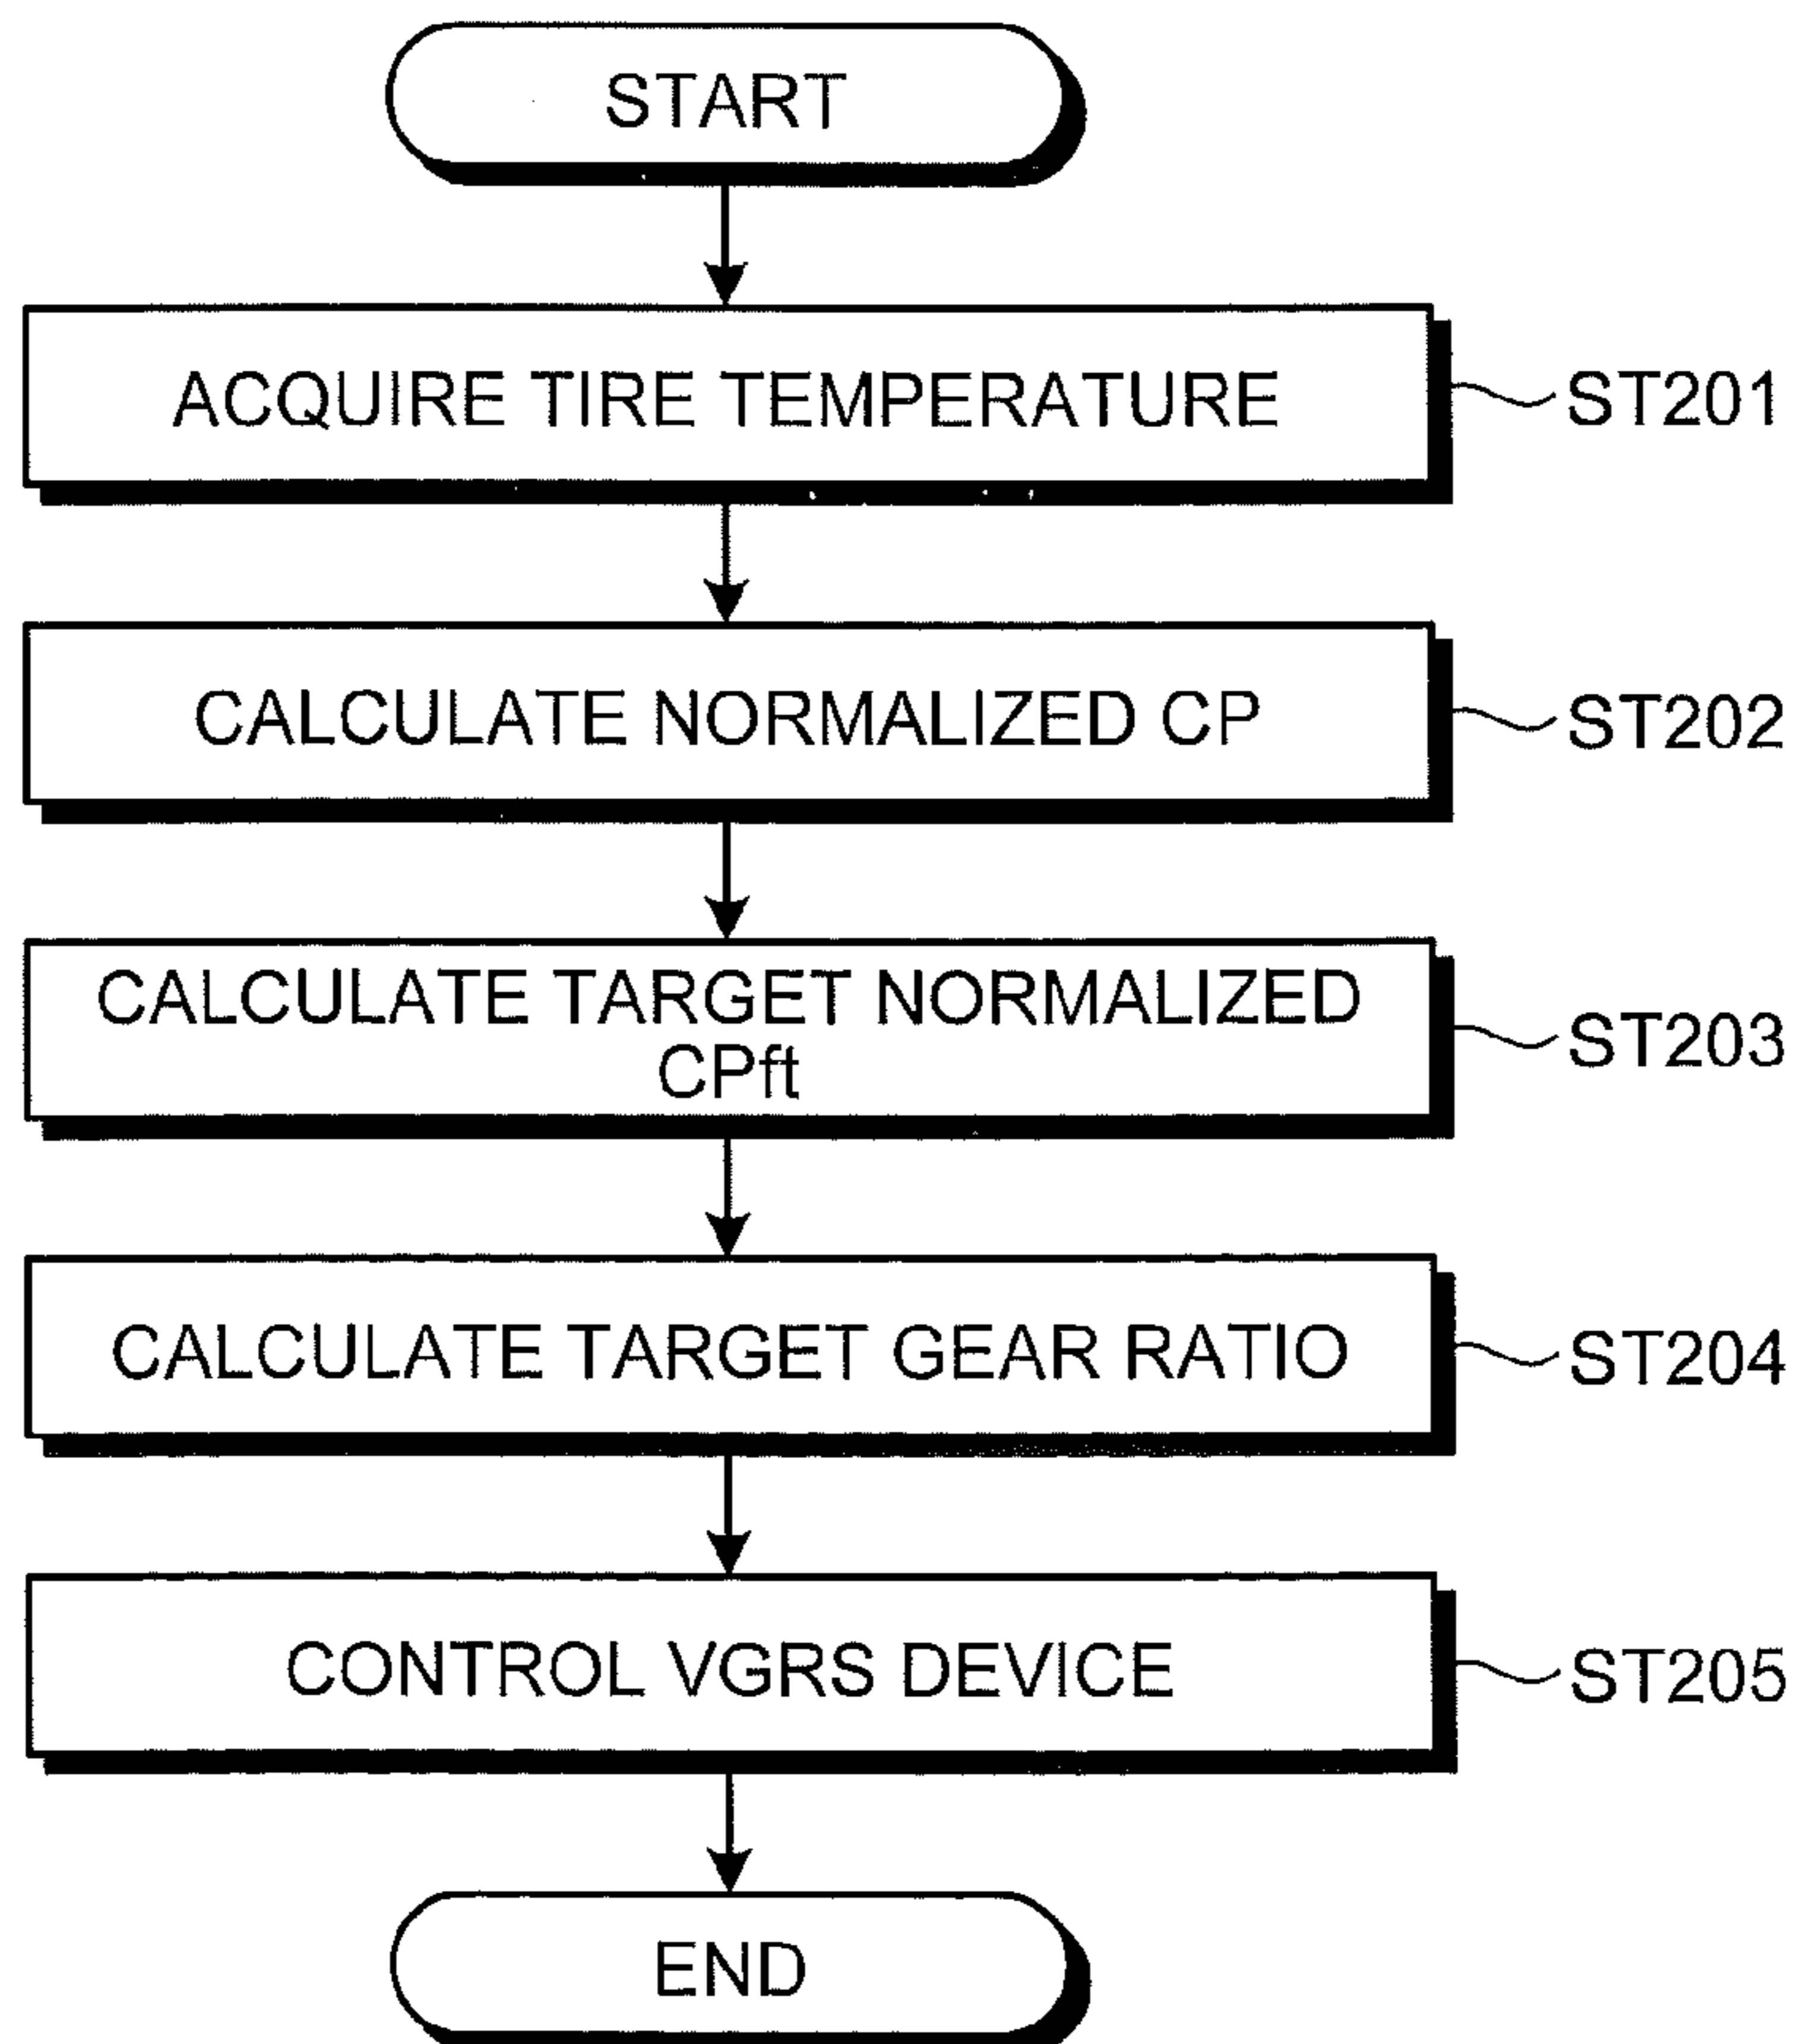 START
ACQUIRE TIRE TEMPERATURE
ST201
CALCULATE NORMALIZED CP
ST202
CALCULATE TARGET NORMALIZED
CPft
ST203
CALCULATE TARGET GEAR RATIO
ST204
CONTROL VGRS DEVICE
ST205
END